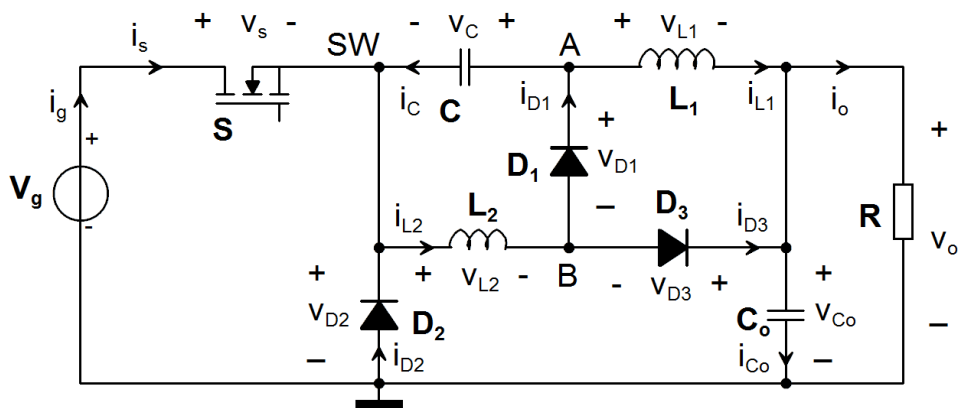 + vs - SW - vC + A + vL1 -
is iC C iD1 L1 iL1 io
ig S
+ + +
Vg D1 vD1
- iL2 L2 - D3 iD3 R
+ vL2 - B - vD3 + vo
+ +
vD2 D2 Co vCo
- iD2 iCo - -